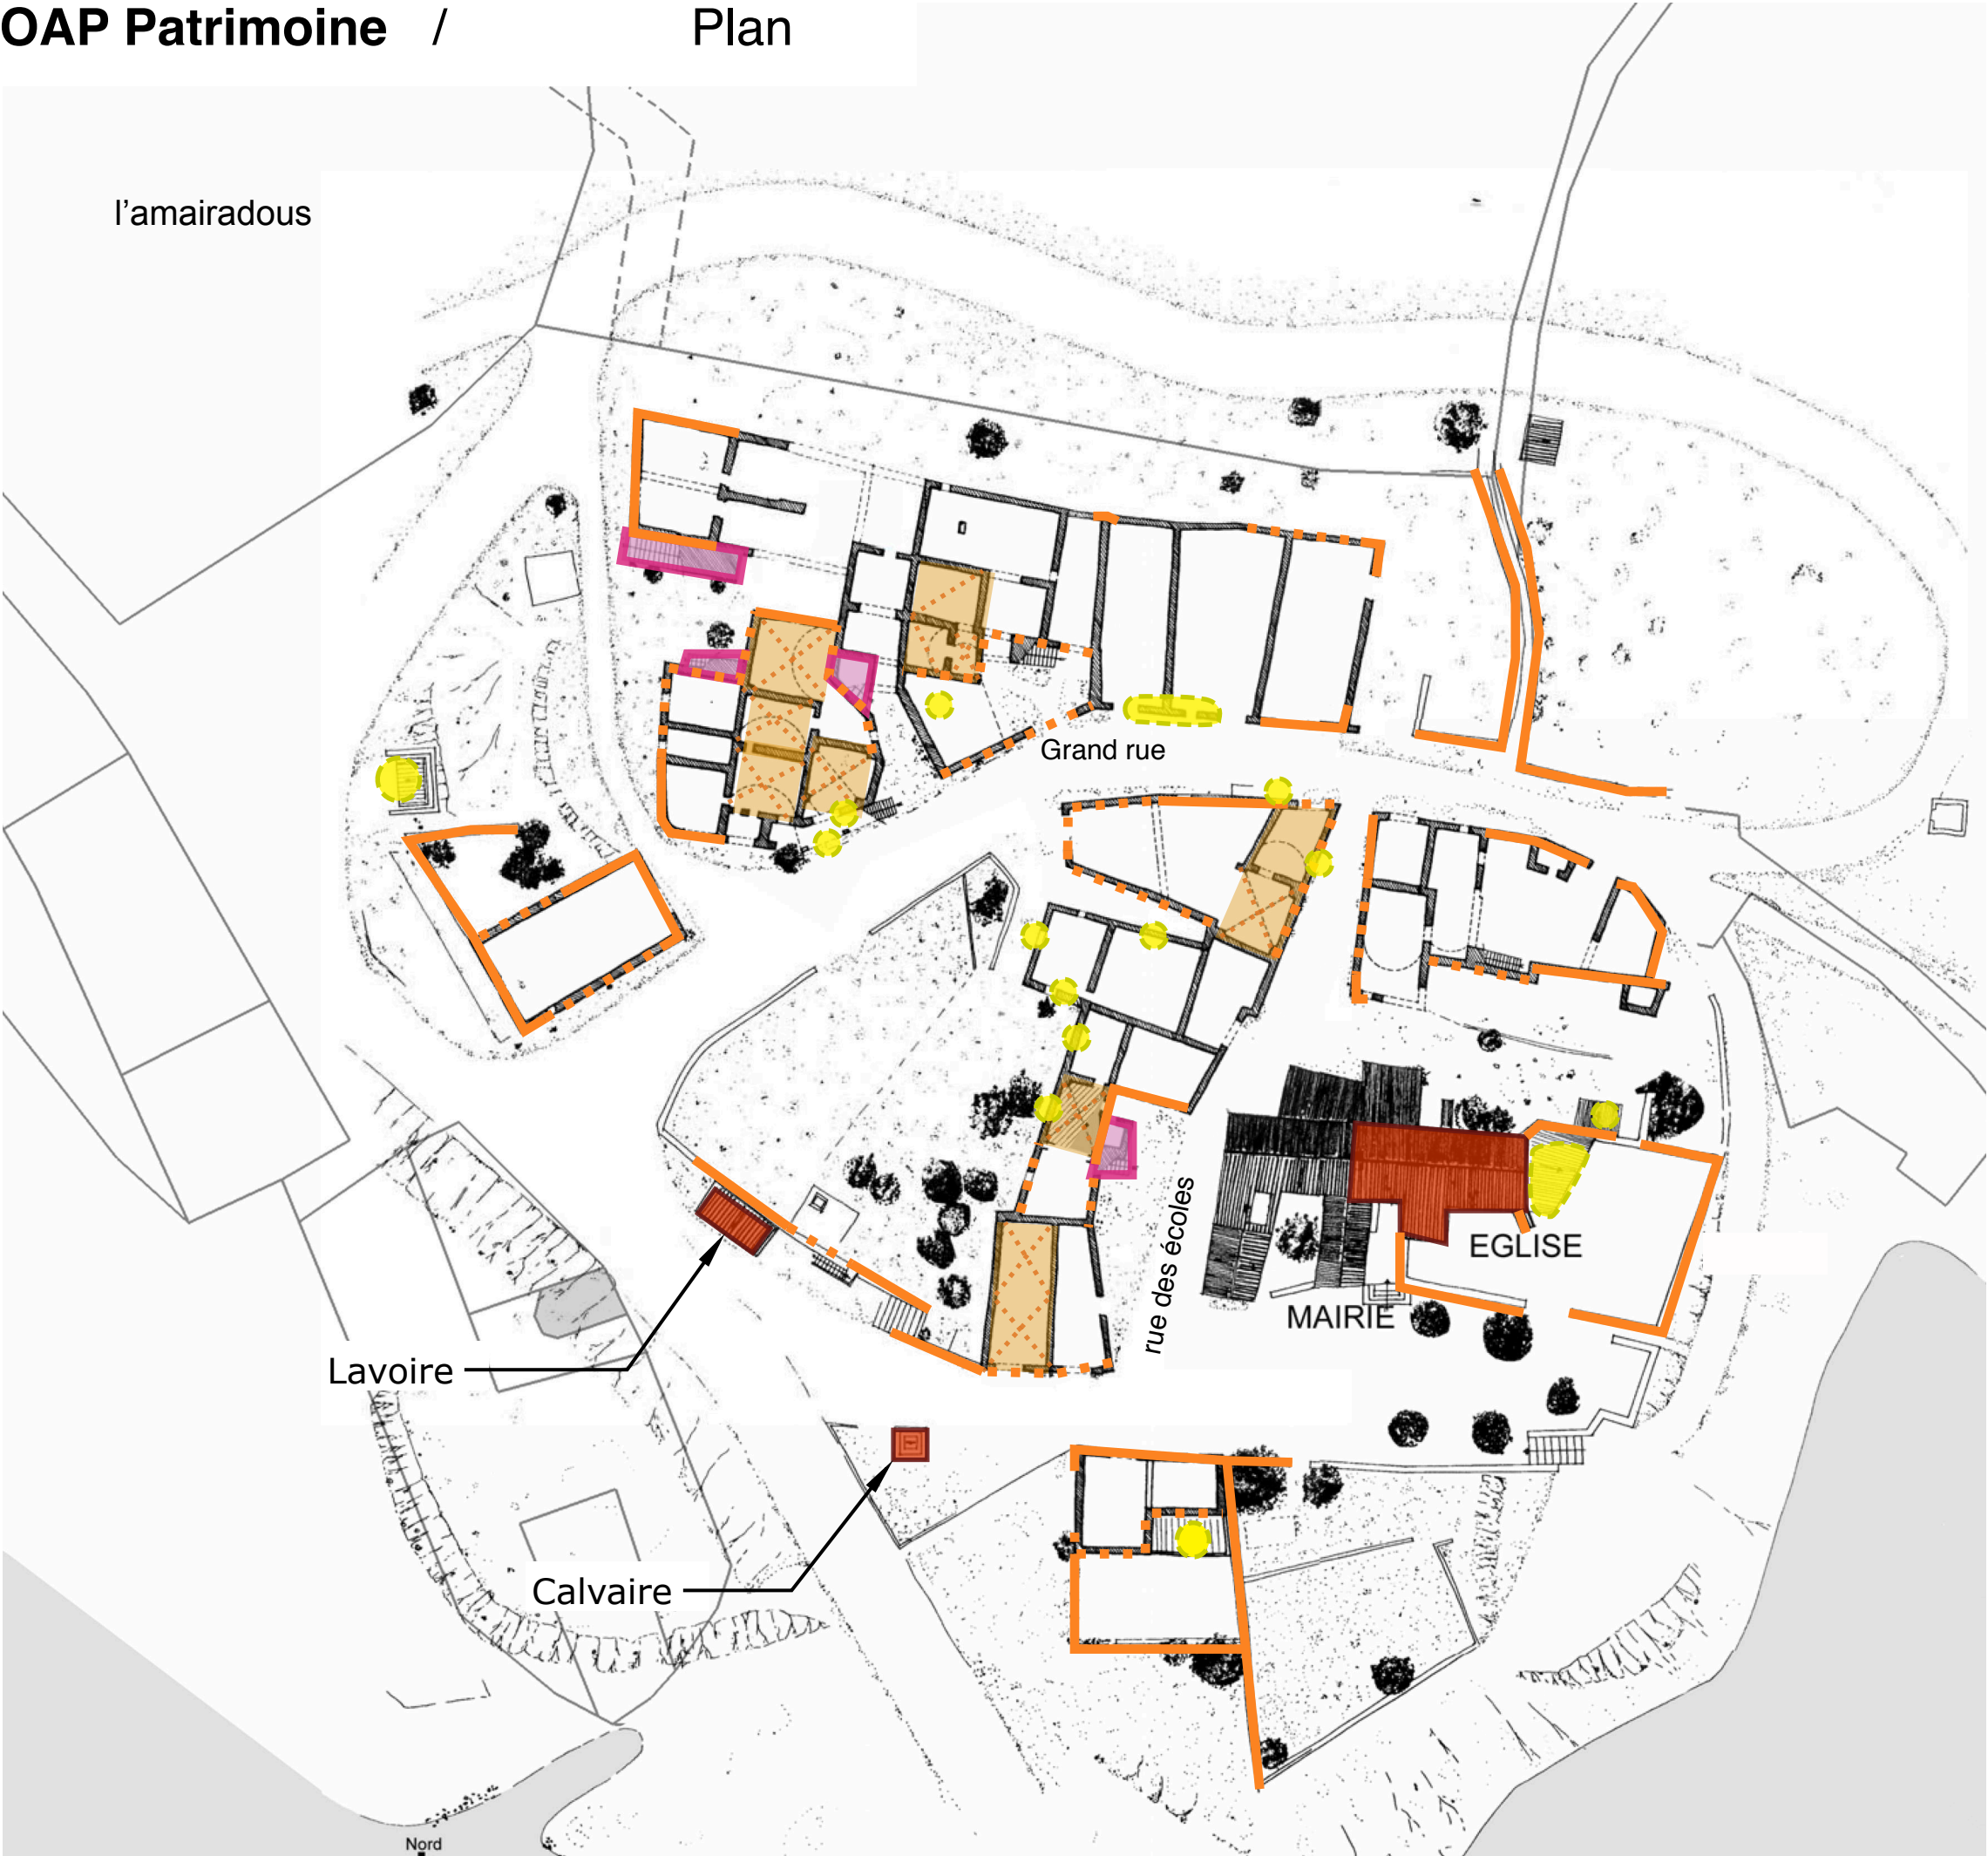 OAP Patrimoine / Plan
l'amairadous
Grand rue
rue des écoles
EGLISE
MAIRIE
Lavoire
Calvaire
Nord